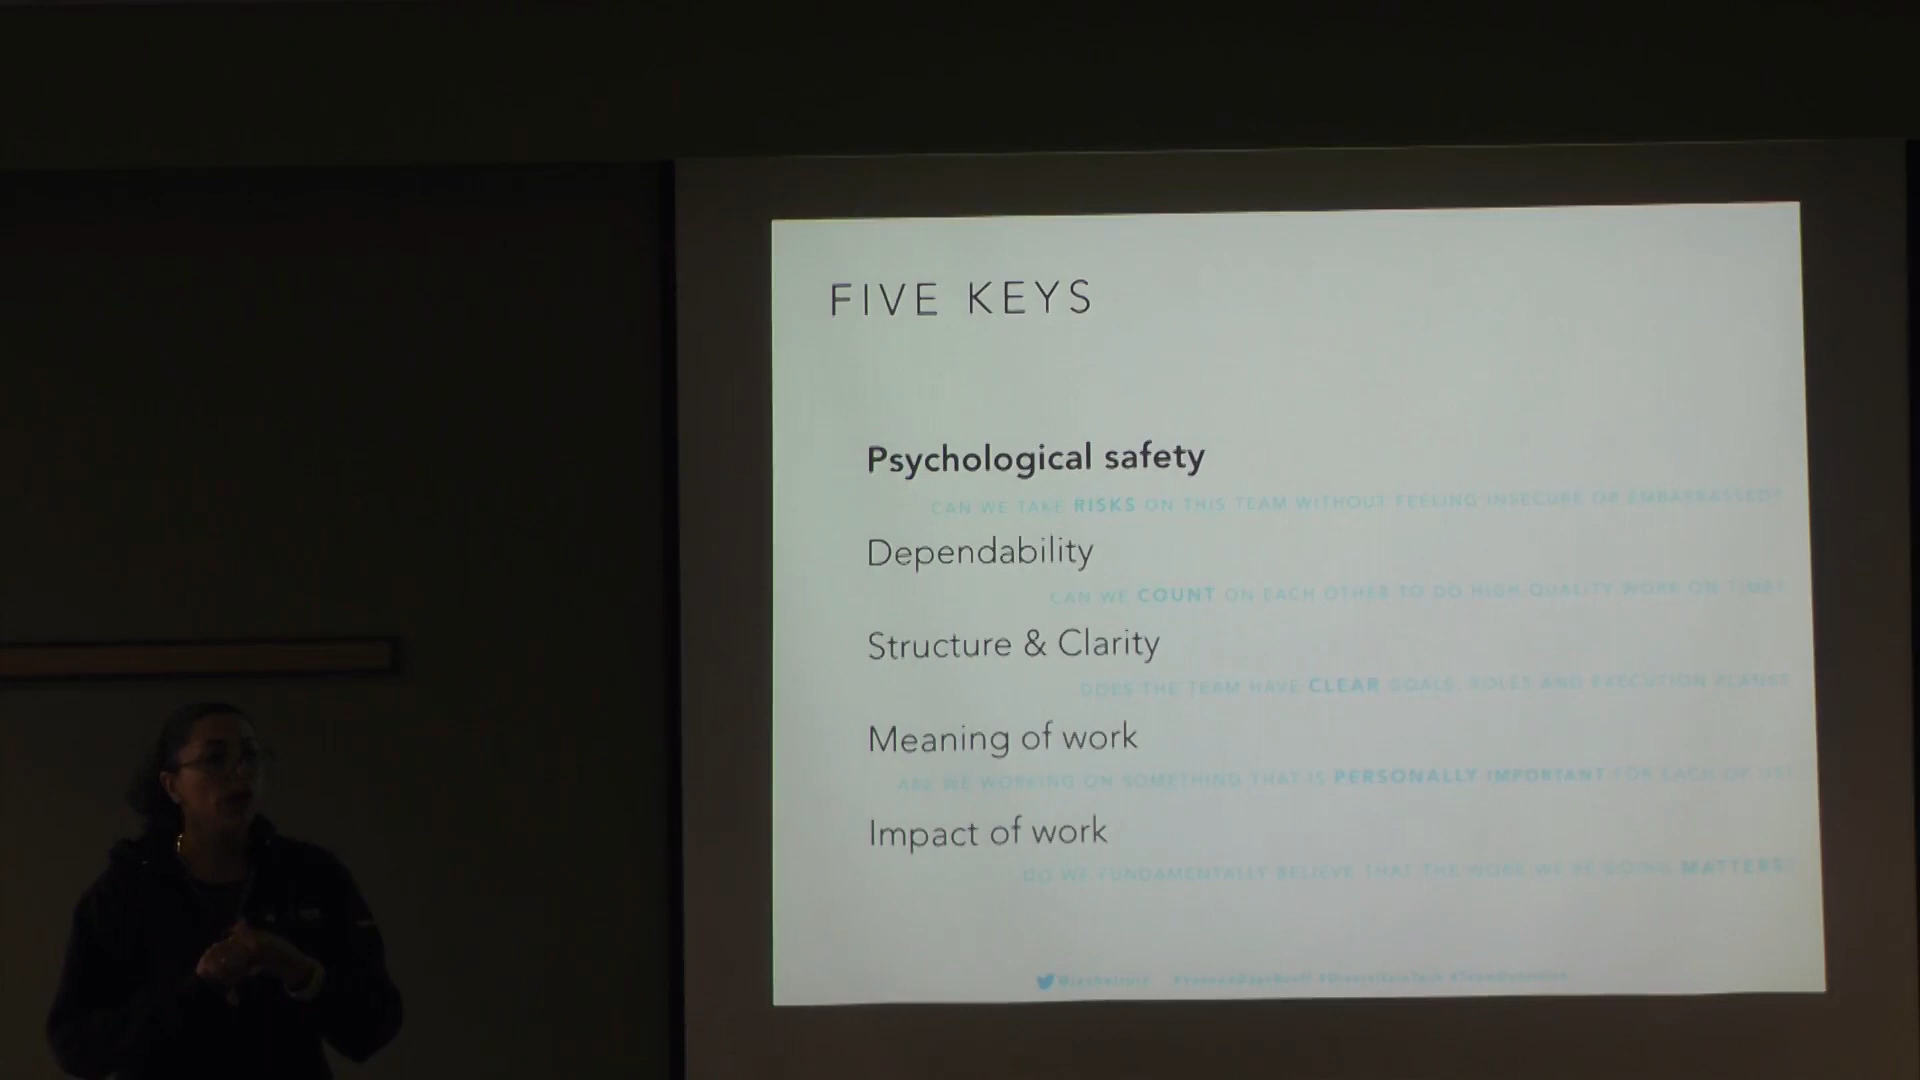 FIVE KEYS
Psychological safety
CAN WE TAKE RISKS ON THIS TEAM WITHOUT FEELING INSECURE OR EMBARRASSED?
Dependability
CAN WE COUNT ON EACH OTHER TO DO HIGH QUALITY WORK ON TIME?
Structure & Clarity
DOES THE TEAM HAVE CLEAR GOALS, ROLES AND EXECUTION PLANS?
Meaning of work
ARE WE WORKING ON SOMETHING THAT IS PERSONALLY IMPORTANT FOR EACH OF US?
Impact of work
DO WE FUNDAMENTALLY BELIEVE THAT THE WORK WE'RE DOING MATTERS?